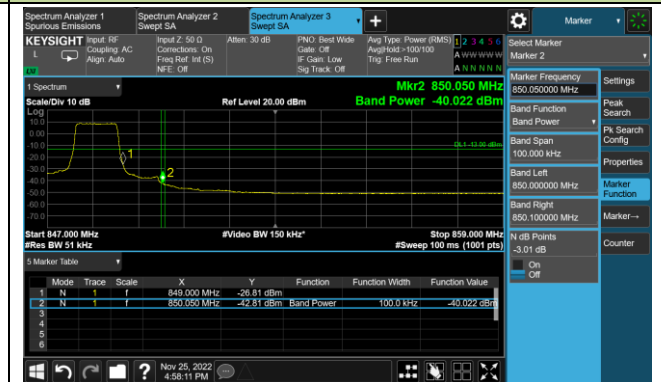 Spectrum Analyzer 1
Spurious Emissions
Spectrum Analyzer 2
Swept SA
Spectrum Analyzer 3
Swept SA
Marker
KEYSIGHT
L
Input: RF
Coupling: AC
Align: Auto
Input Z: 50 Ω
Corrections: On
Freq Ref: Int (S)
NFE: Off
Atten: 30 dB
PNO: Best Wide
Gate: Off
IF Gain: Low
Sig Track: Off
Avg Type: Power (RMS)
Avg|Hold:>100/100
Trig: Free Run
1 2 3 4 5 6
A W W W W W
A N N N N N
Select Marker
Marker 2
1 Spectrum
Scale/Div 10 dB
Log
Ref Level 20.00 dBm
Mkr2 850.050 MHz
Band Power -40.022 dBm
10.0
0.00
-10.0
-20.0
-30.0
-40.0
-50.0
-60.0
-70.0
DL1 -13.00 dBm
1
2
Start 847.000 MHz
#Res BW 51 kHz
#Video BW 150 kHz*
Stop 859.000 MHz
#Sweep 100 ms (1001 pts)
5 Marker Table
Mode Trace Scale X Y Function Function Width Function Value
1 N 1 f 849.000 MHz -26.81 dBm
2 N 1 f 850.050 MHz -42.81 dBm Band Power 100.0 kHz -40.022 dBm
3
4
5
6
Marker Frequency
850.050000 MHz
Band Function
Band Power
Band Span
100.000 kHz
Band Left
850.000000 MHz
Band Right
850.100000 MHz
N dB Points
-3.01 dB
On
Off
Settings
Peak
Search
Pk Search
Config
Properties
Marker
Function
Marker→
Counter
?
Nov 25, 2022
4:58:11 PM